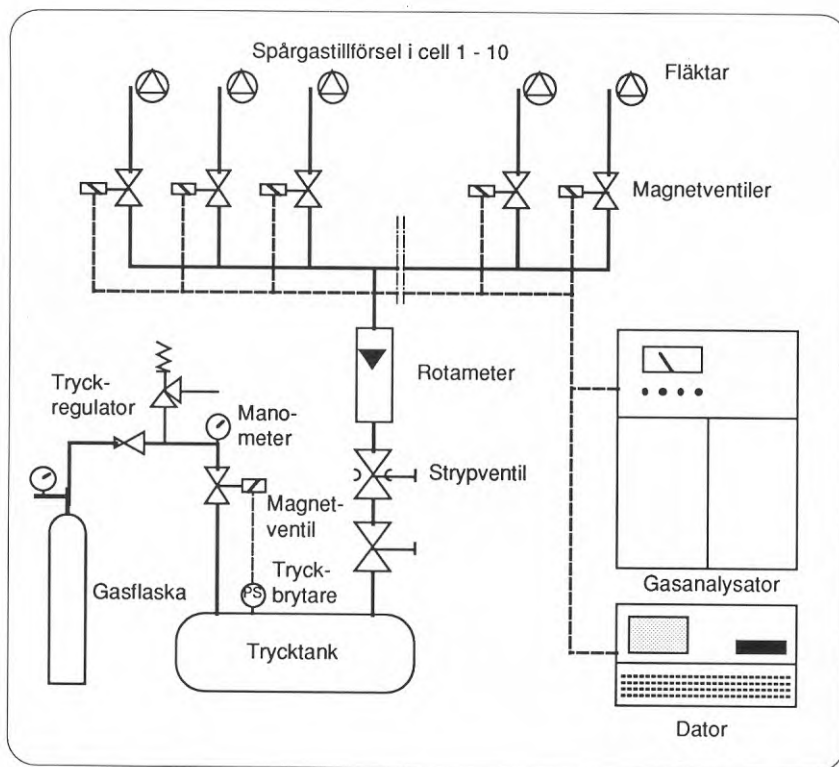 Spårgastillförsel i cell 1 - 10
Fläktar
Magnetventiler
Rotameter
Tryck-
regulator
Mano-
meter
Strypventil
Magnet-
ventil
Gasflaska
Tryck-
brytare
PS
Trycktank
Gasanalysator
Dator